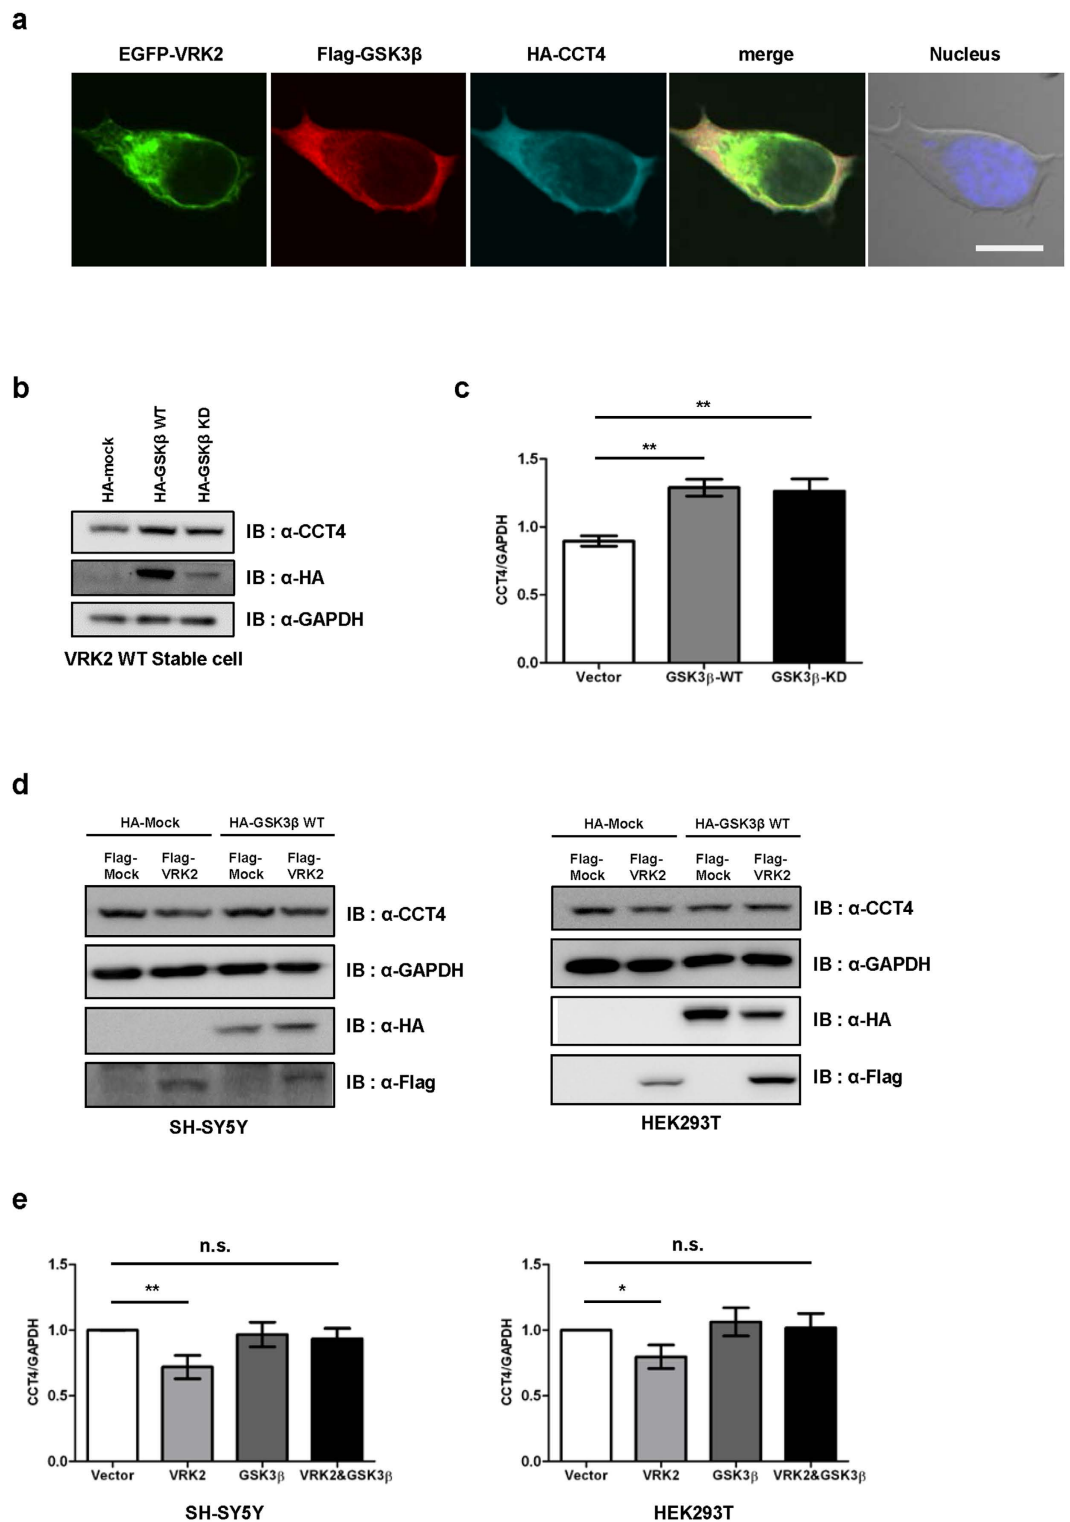 a
EGFP-VRK2 Flag-GSK3β HA-CCT4 merge Nucleus
b
HA-mock
HA-GSKβ WT
HA-GSKβ KD
IB : α-CCT4
IB : α-HA
IB : α-GAPDH
VRK2 WT Stable cell
c
**
**
CCT4/GAPDH
1.5
1.0
0.5
0.0
Vector GSK3β-WT GSK3β-KD
d
HA-Mock HA-GSK3β WT
Flag- Flag- Flag- Flag-
Mock VRK2 Mock VRK2
IB : α-CCT4
IB : α-GAPDH
IB : α-HA
IB : α-Flag
SH-SY5Y
HA-Mock HA-GSK3β WT
Flag- Flag- Flag- Flag-
Mock VRK2 Mock VRK2
IB : α-CCT4
IB : α-GAPDH
IB : α-HA
IB : α-Flag
HEK293T
e
n.s.
**
CCT4/GAPDH
1.5
1.0
0.5
0.0
Vector VRK2 GSK3β VRK2&GSK3β
SH-SY5Y
n.s.
*
CCT4/GAPDH
1.5
1.0
0.5
0.0
Vector VRK2 GSK3β VRK2&GSK3β
HEK293T